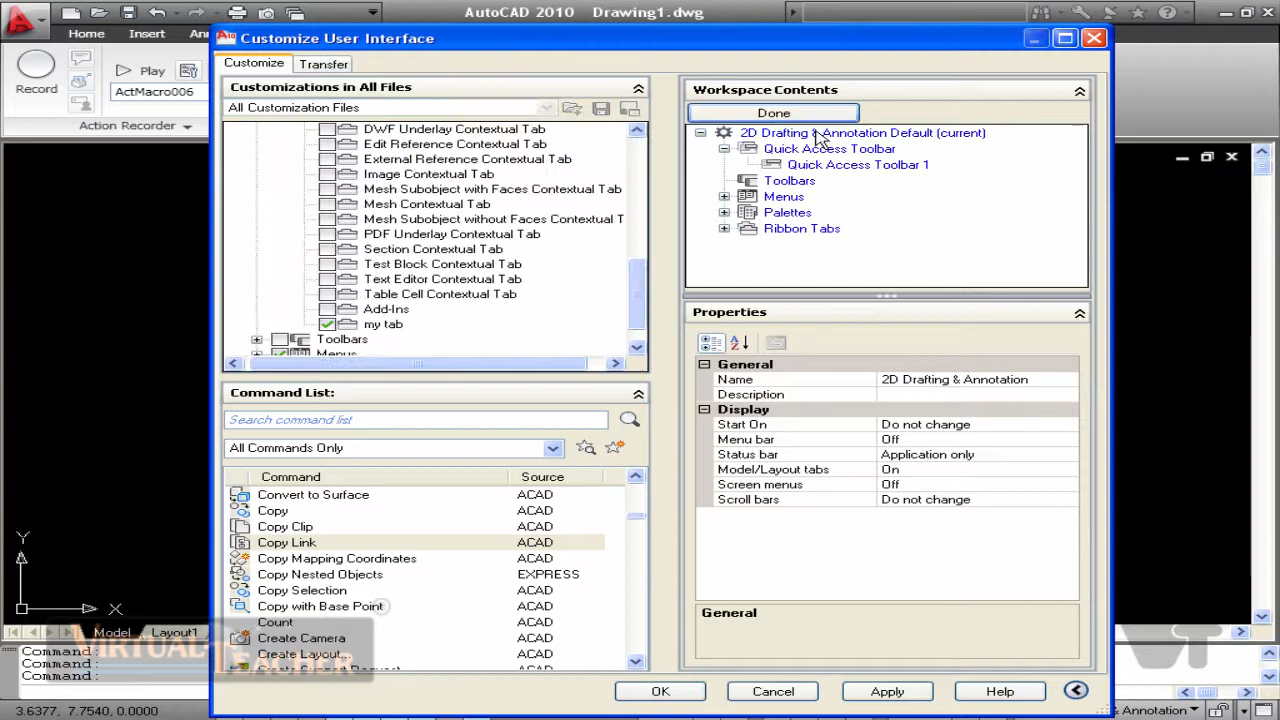 AutoCAD 2010 Drawing1.dwg
Home Insert
Customize User Interface
Record
Play
ActMacro006
Action Recorder
Customize Transfer
Customizations in All Files
All Customization Files
DWF Underlay Contextual Tab
Edit Reference Contextual Tab
External Reference Contextual Tab
Image Contextual Tab
Mesh Subobject with Faces Contextual Tab
Mesh Contextual Tab
Mesh Subobject without Faces Contextual T
PDF Underlay Contextual Tab
Section Contextual Tab
Test Block Contextual Tab
Text Editor Contextual Tab
Table Cell Contextual Tab
Add-Ins
my tab
Toolbars
Menus
Command List:
Search command list
All Commands Only
Command Source
Convert to Surface ACAD
Copy ACAD
Copy Clip ACAD
Copy Link ACAD
Copy Mapping Coordinates ACAD
Copy Nested Objects EXPRESS
Copy Selection ACAD
Copy with Base Point ACAD
Count ACAD
Create Camera ACAD
Create Layout... ACAD
Create Support Request ACAD
Workspace Contents
Done
2D Drafting & Annotation Default (current)
Quick Access Toolbar
Quick Access Toolbar 1
Toolbars
Menus
Palettes
Ribbon Tabs
Properties
General
Name 2D Drafting & Annotation
Description
Display
Start On Do not change
Menu bar Off
Status bar Application only
Model/Layout tabs On
Screen menus Off
Scroll bars Do not change
General
OK Cancel Apply Help
Y
X
Model Layout1
Command:
Command:
Command:
VIRTUAL
TEACHER
VT
3.6377, 7.7540, 0.0000
& Annotation